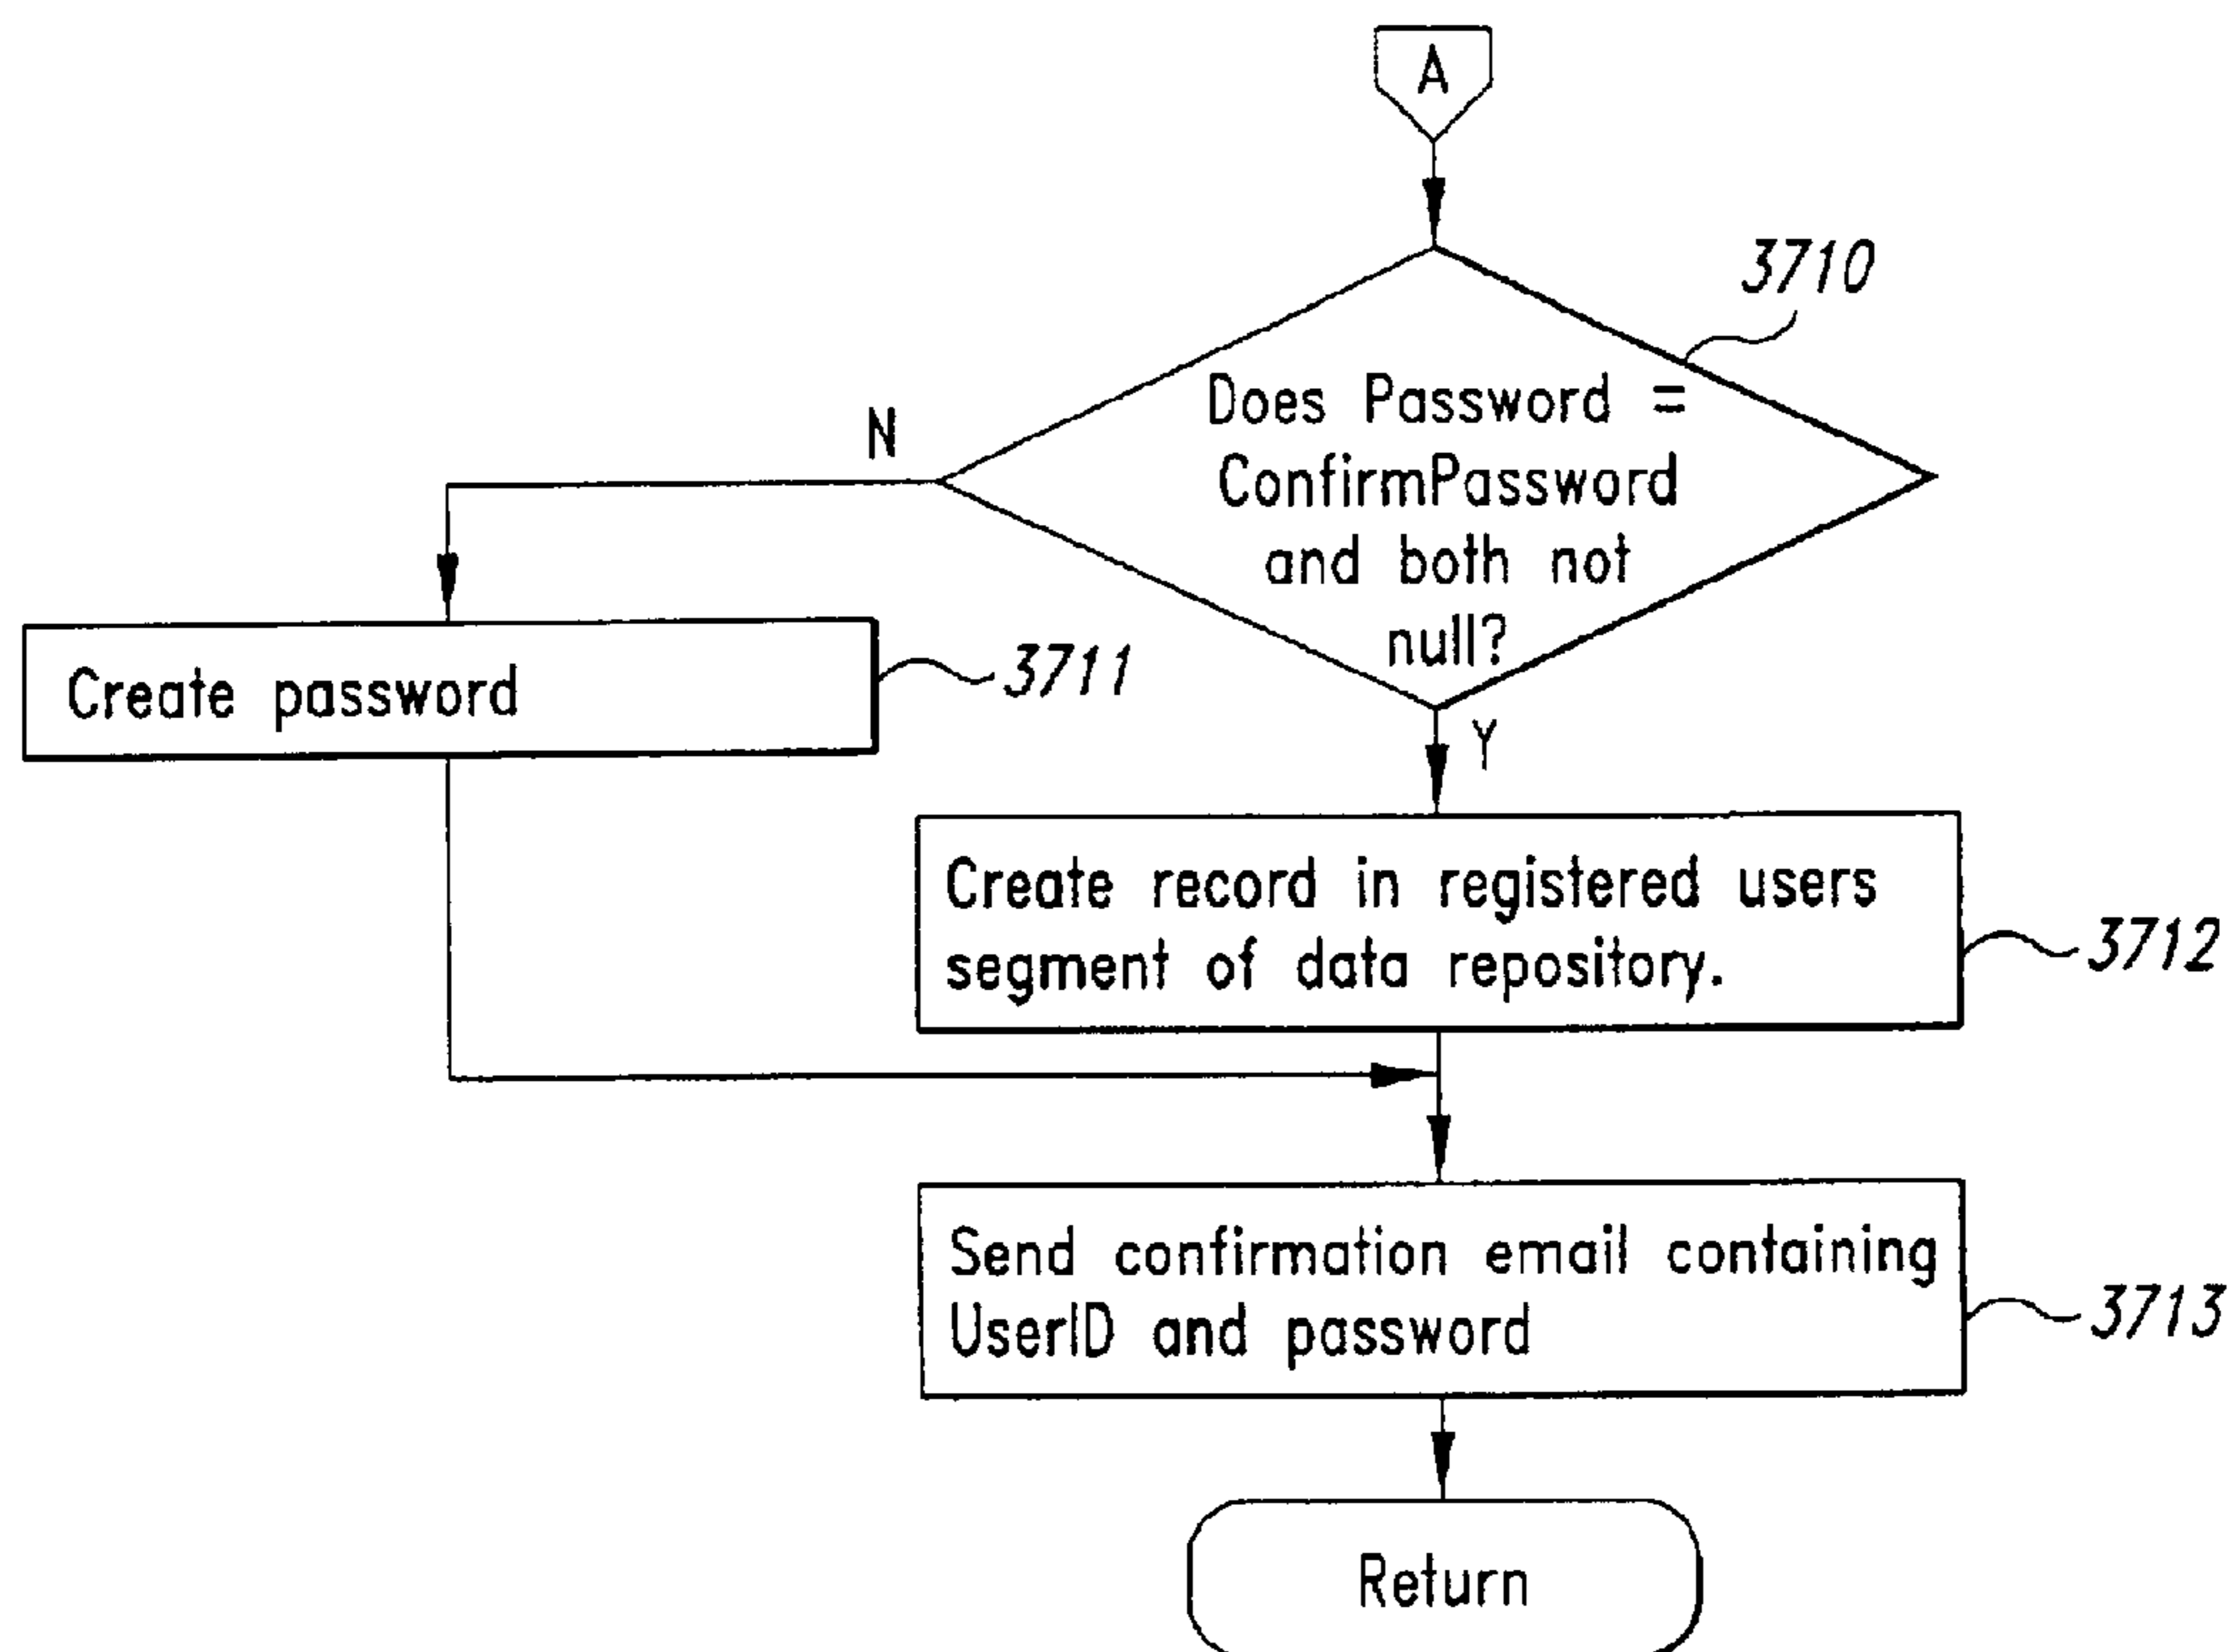 A
3710
Does Password =
ConfirmPassword
and both not
null?
N
Create password
3711
Y
Create record in registered users
segment of data repository.
3712
Send confirmation email containing
UserID and password
3713
Return